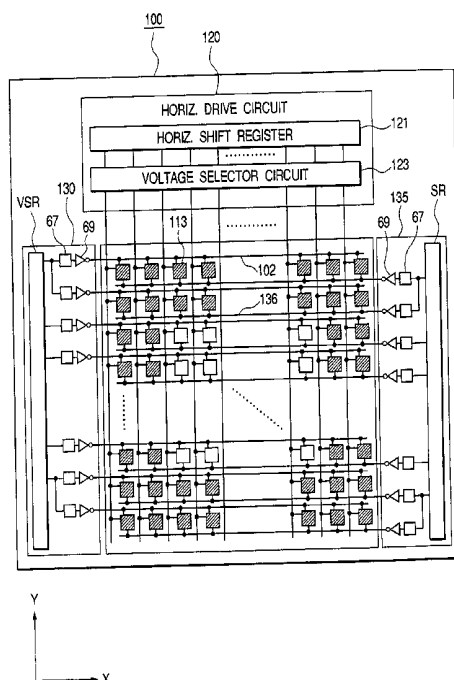 100
120
HORIZ. DRIVE CIRCUIT
HORIZ. SHIFT REGISTER
121
VOLTAGE SELECTOR CIRCUIT
123
VSR
130
67
69
113
102
136
69
135
67
SR
Y
X